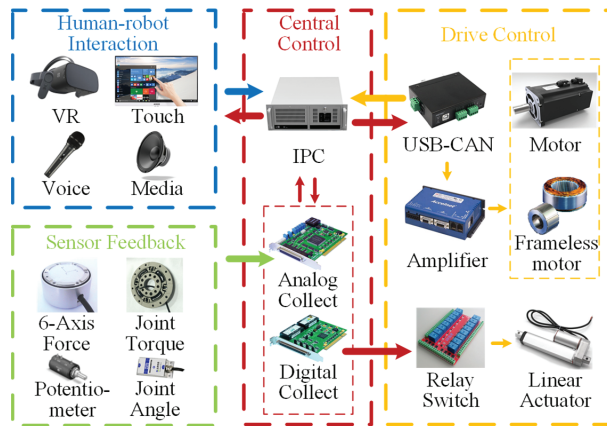 Human-robot
Interaction
VR
Touch
Voice
Media
Sensor Feedback
6-Axis
Force
Joint
Torque
Potentio-
meter
Joint
Angle
Central
Control
IPC
Analog
Collect
Digital
Collect
Drive Control
USB-CAN
Motor
Amplifier
Frameless
motor
Relay
Switch
Linear
Actuator